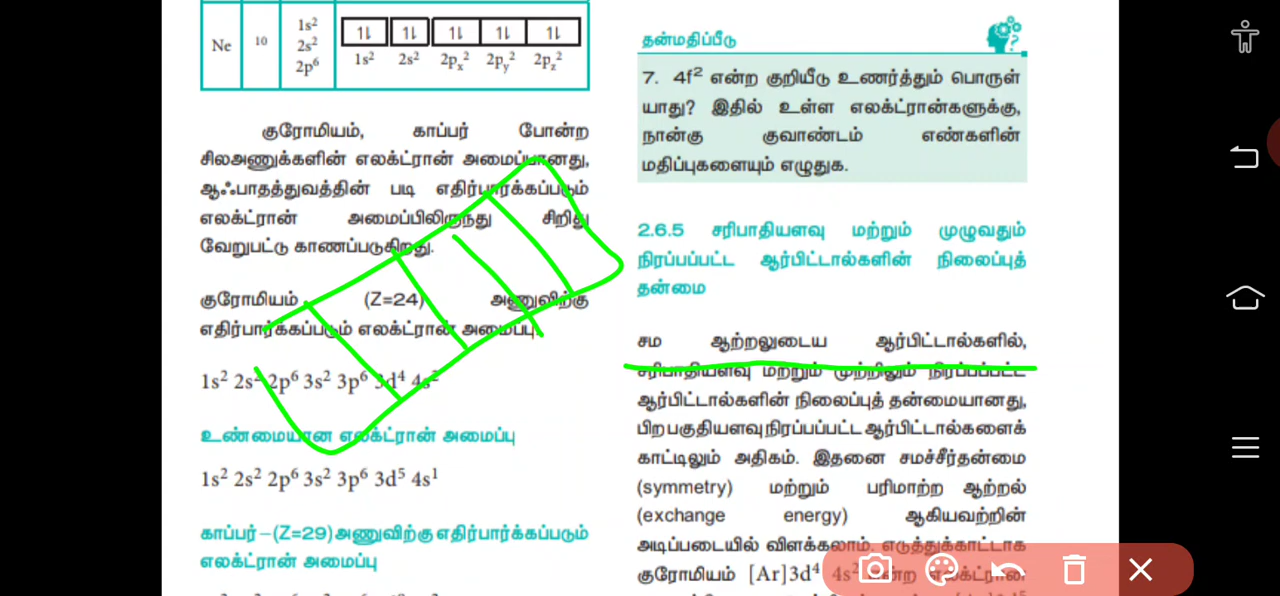 Ne 10 1s² 2s² 2p⁶ 1s² 2s² 2pₓ² 2pᵧ² 2p_z²
குரோமியம், காப்பர் போன்ற
சிலஅணுக்களின் எலக்ட்ரான் அமைப்பானது,
ஆஃபாதத்துவத்தின் படி எதிர்பார்க்கப்படும்
எலக்ட்ரான் அமைப்பிலிருந்து சிறிது
வேறுபட்டு காணப்படுகிறது.
குரோமியம் (Z=24) அணுவிற்கு
எதிர்பார்க்கப்படும் எலக்ட்ரான் அமைப்பு.
1s² 2s² 2p⁶ 3s² 3p⁶ 3d⁴ 4s²
உண்மையான எலக்ட்ரான் அமைப்பு
1s² 2s² 2p⁶ 3s² 3p⁶ 3d⁵ 4s¹
காப்பர் – (Z=29) அணுவிற்கு எதிர்பார்க்கப்படும்
எலக்ட்ரான் அமைப்பு
தன்மதிப்பீடு
7. 4f² என்ற குறியீடு உணர்த்தும் பொருள்
யாது? இதில் உள்ள எலக்ட்ரான்களுக்கு,
நான்கு குவாண்டம் எண்களின்
மதிப்புகளையும் எழுதுக.
2.6.5 சரிபாதியளவு மற்றும் முழுவதும்
நிரப்பப்பட்ட ஆர்பிட்டால்களின் நிலைப்புத்
தன்மை
சம ஆற்றலுடைய ஆர்பிட்டால்களில்,
சரிபாதியளவு மற்றும் முற்றிலும் நிரப்பப்பட்ட
ஆர்பிட்டால்களின் நிலைப்புத் தன்மையானது,
பிற பகுதியளவு நிரப்பப்பட்ட ஆர்பிட்டால்களைக்
காட்டிலும் அதிகம். இதனை சமச்சீர்தன்மை
(symmetry) மற்றும் பரிமாற்ற ஆற்றல்
(exchange energy) ஆகியவற்றின்
அடிப்படையில் விளக்கலாம். எடுத்துக்காட்டாக
குரோமியம் [Ar]3d⁴ 4s² என்ற எலக்ட்ரான்